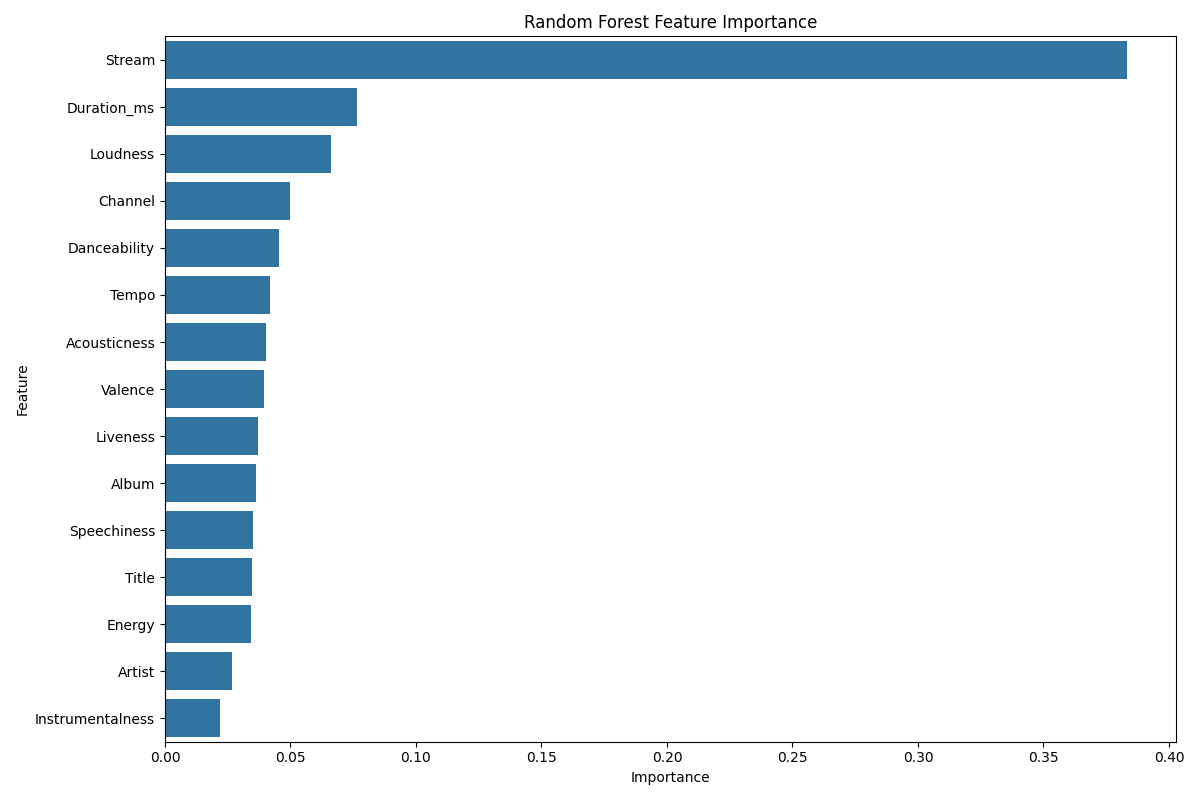 Random Forest Feature Importance
Stream
Duration_ms
Loudness
Channel
Danceability
Tempo
Acousticness
Valence
Liveness
Album
Speechiness
Title
Energy
Artist
Instrumentalness
Feature
0.00 0.05 0.10 0.15 0.20 0.25 0.30 0.35 0.40
Importance